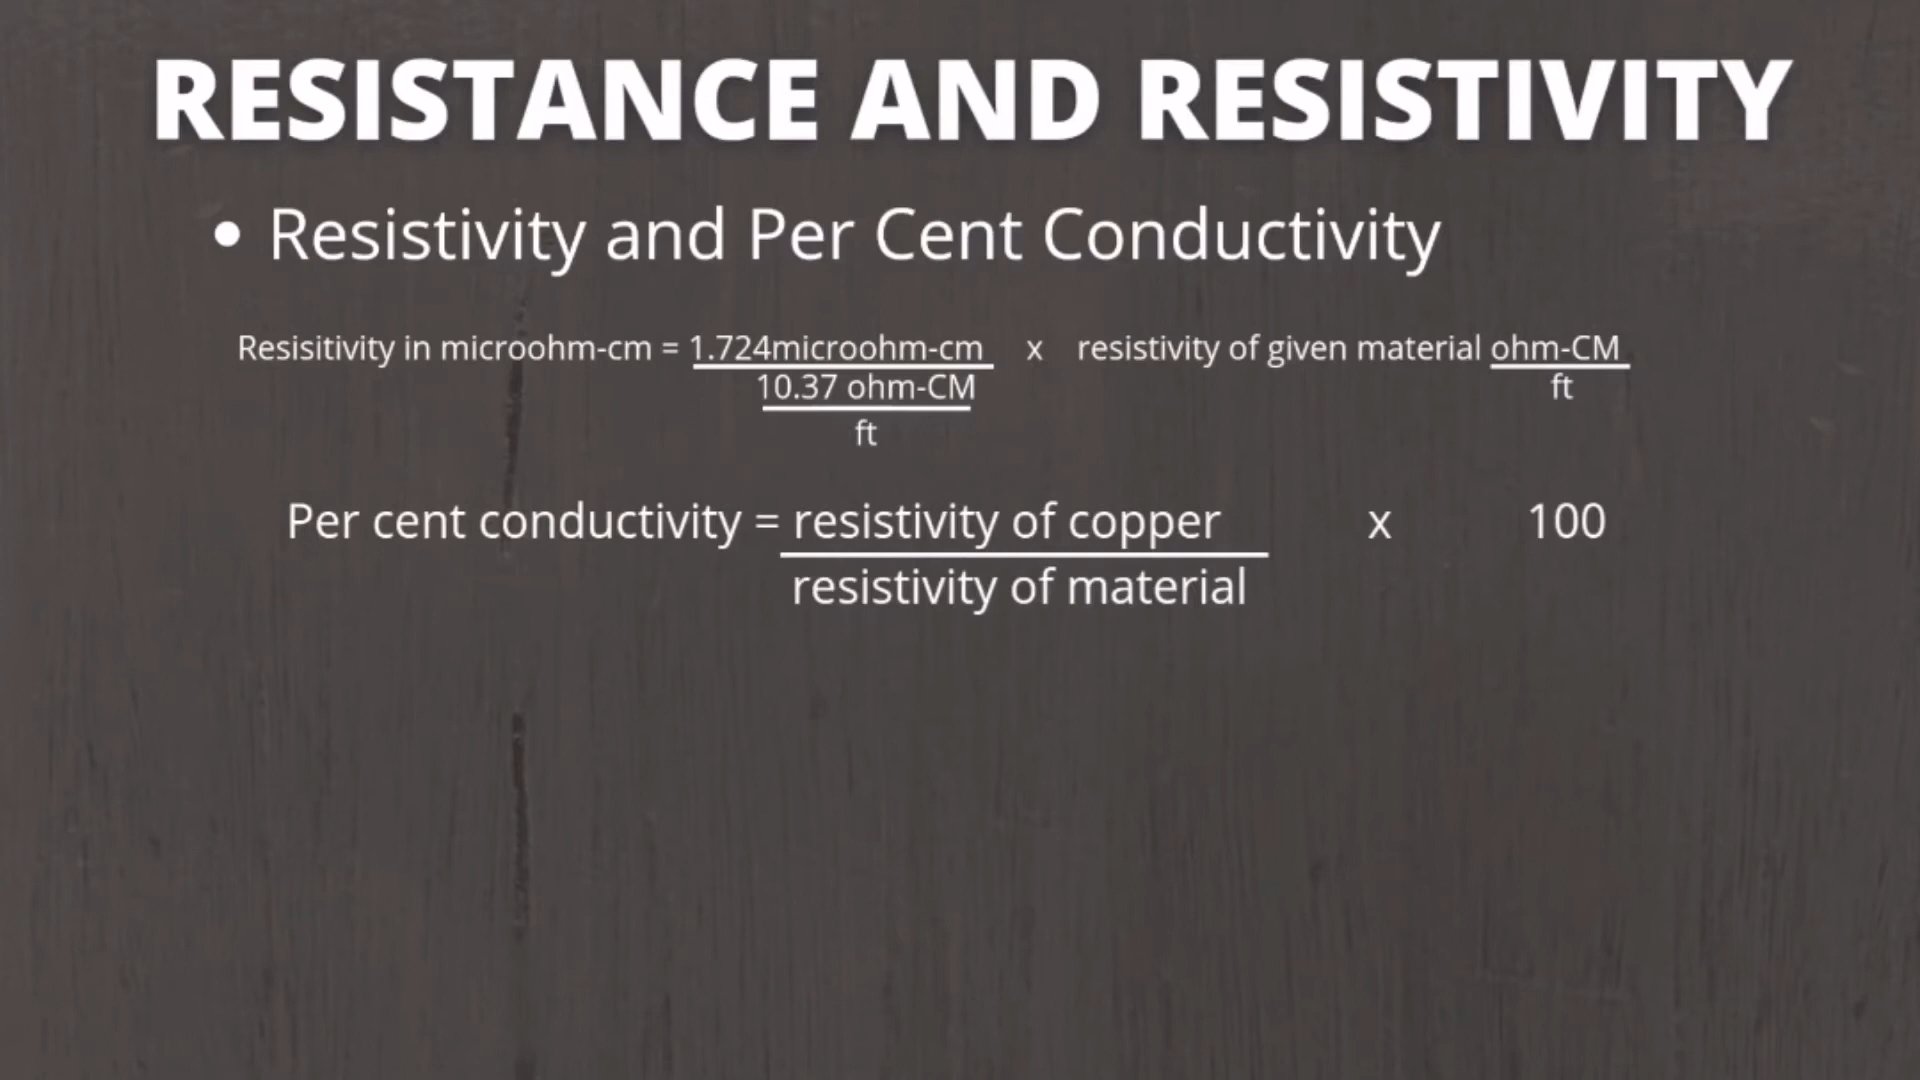 RESISTANCE AND RESISTIVITY
• Resistivity and Per Cent Conductivity
Resisitivity in microohm-cm = 1.724microohm-cm x resistivity of given material ohm-CM
10.37 ohm-CM ft
ft
Per cent conductivity = resistivity of copper x 100
resistivity of material